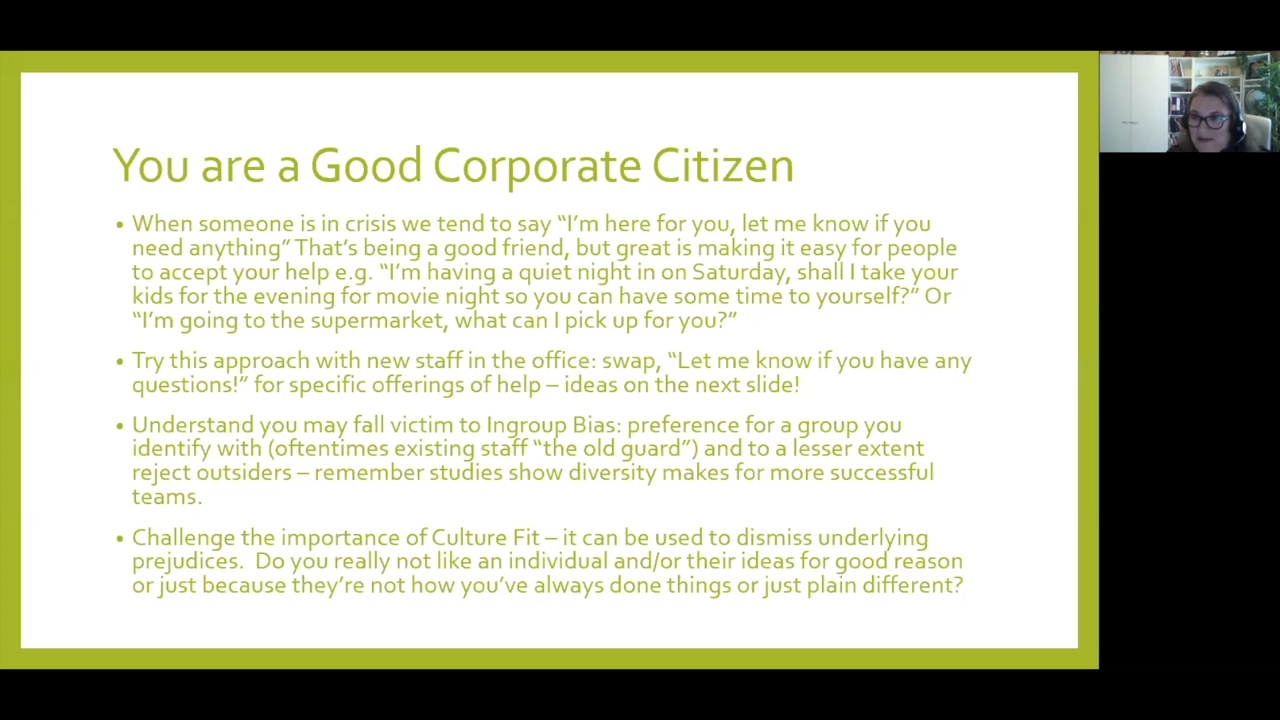 You are a Good Corporate Citizen
• When someone is in crisis we tend to say “I’m here for you, let me know if you
need anything” That’s being a good friend, but great is making it easy for people
to accept your help e.g. “I’m having a quiet night in on Saturday, shall I take your
kids for the evening for movie night so you can have some time to yourself?” Or
“I’m going to the supermarket, what can I pick up for you?”
• Try this approach with new staff in the office: swap, “Let me know if you have any
questions!” for specific offerings of help – ideas on the next slide!
• Understand you may fall victim to Ingroup Bias: preference for a group you
identify with (oftentimes existing staff “the old guard”) and to a lesser extent
reject outsiders – remember studies show diversity makes for more successful
teams.
• Challenge the importance of Culture Fit – it can be used to dismiss underlying
prejudices.  Do you really not like an individual and/or their ideas for good reason
or just because they’re not how you’ve always done things or just plain different?